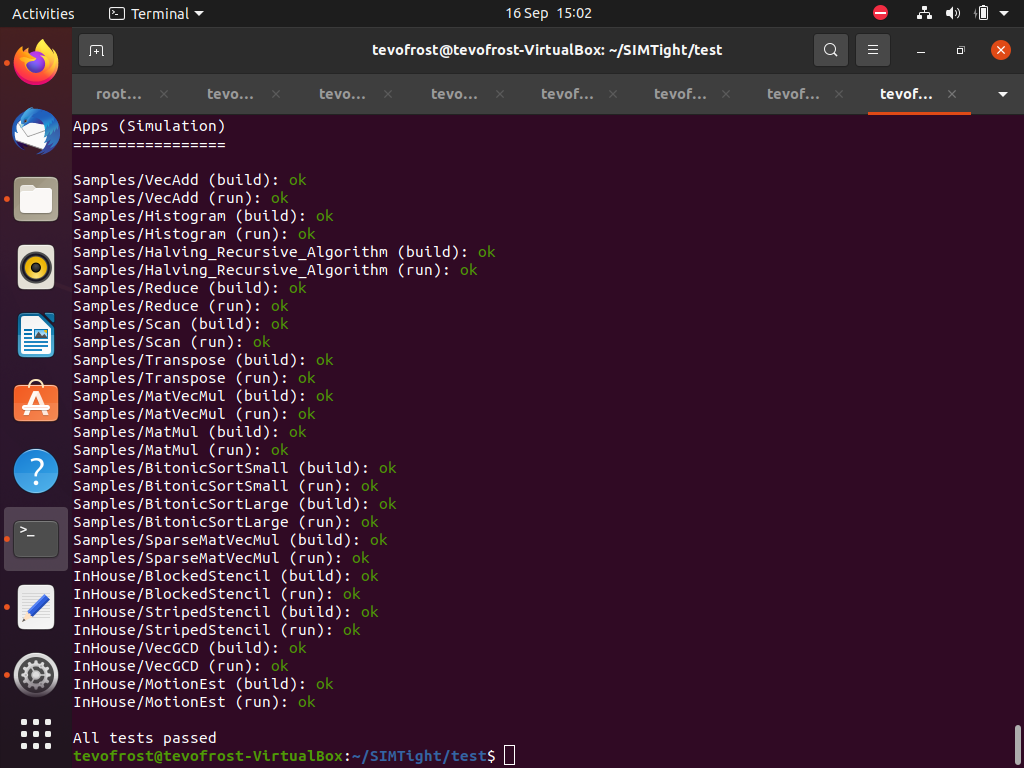 Activities Terminal 16 Sep 15:02
tevofrost@tevofrost-VirtualBox: ~/SIMTight/test
root... tevo... tevo... tevo... tevof... tevof... tevof... tevof...
Apps (Simulation)
=================
Samples/VecAdd (build): ok
Samples/VecAdd (run): ok
Samples/Histogram (build): ok
Samples/Histogram (run): ok
Samples/Halving_Recursive_Algorithm (build): ok
Samples/Halving_Recursive_Algorithm (run): ok
Samples/Reduce (build): ok
Samples/Reduce (run): ok
Samples/Scan (build): ok
Samples/Scan (run): ok
Samples/Transpose (build): ok
Samples/Transpose (run): ok
Samples/MatVecMul (build): ok
Samples/MatVecMul (run): ok
Samples/MatMul (build): ok
Samples/MatMul (run): ok
Samples/BitonicSortSmall (build): ok
Samples/BitonicSortSmall (run): ok
Samples/BitonicSortLarge (build): ok
Samples/BitonicSortLarge (run): ok
Samples/SparseMatVecMul (build): ok
Samples/SparseMatVecMul (run): ok
InHouse/BlockedStencil (build): ok
InHouse/BlockedStencil (run): ok
InHouse/StripedStencil (build): ok
InHouse/StripedStencil (run): ok
InHouse/VecGCD (build): ok
InHouse/VecGCD (run): ok
InHouse/MotionEst (build): ok
InHouse/MotionEst (run): ok
All tests passed
tevofrost@tevofrost-VirtualBox:~/SIMTight/test$